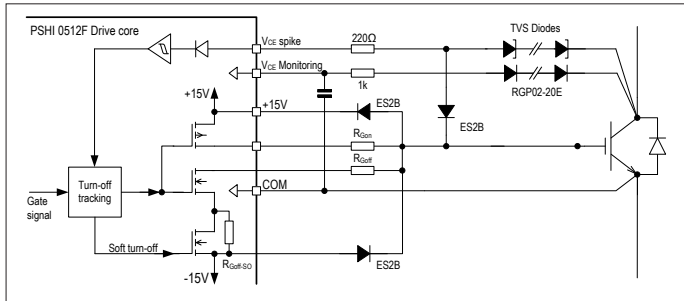 PSHI 0512F Drive core
VCE spike
220Ω
TVS Diodes
VCE Monitoring
1k
RGP02-20E
+15V
+15V
ES2B
ES2B
RGon
RGoff
Turn-off
tracking
COM
Gate
signal
Soft turn-off
RGoff-SO
ES2B
-15V